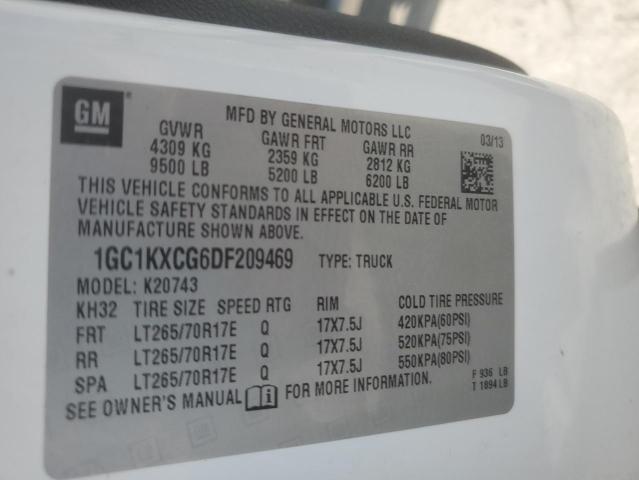 GM
MFD BY GENERAL MOTORS LLC
03/13
GVWR GAWR FRT GAWR RR
4309 KG 2359 KG 2812 KG
9500 LB 5200 LB 6200 LB
THIS VEHICLE CONFORMS TO ALL APPLICABLE U.S. FEDERAL MOTOR
VEHICLE SAFETY STANDARDS IN EFFECT ON THE DATE OF
MANUFACTURE SHOWN ABOVE.
1GC1KXCG6DF209469 TYPE: TRUCK
MODEL: K20743
KH32 TIRE SIZE SPEED RTG RIM COLD TIRE PRESSURE
FRT LT265/70R17E Q 17X7.5J 420KPA(60PSI)
RR LT265/70R17E Q 17X7.5J 520KPA(75PSI)
SPA LT265/70R17E Q 17X7.5J 550KPA(80PSI)
SEE OWNER'S MANUAL FOR MORE INFORMATION.
F 936 LB
T 1894 LB